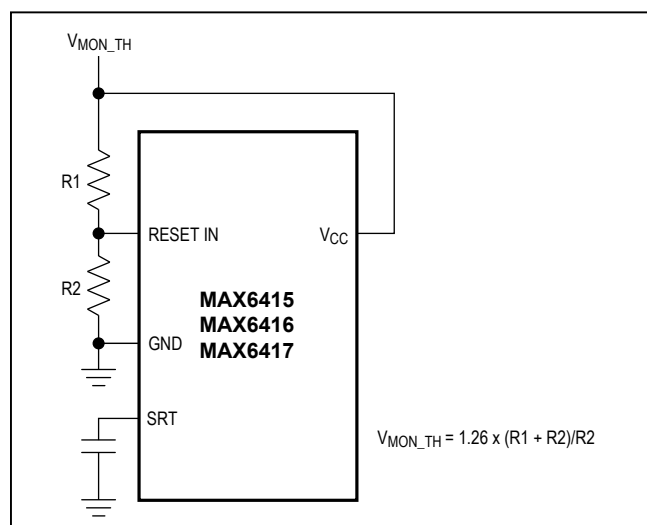 VMON_TH
R1
RESET IN
VCC
R2
MAX6415
MAX6416
MAX6417
GND
SRT
VMON_TH = 1.26 x (R1 + R2)/R2